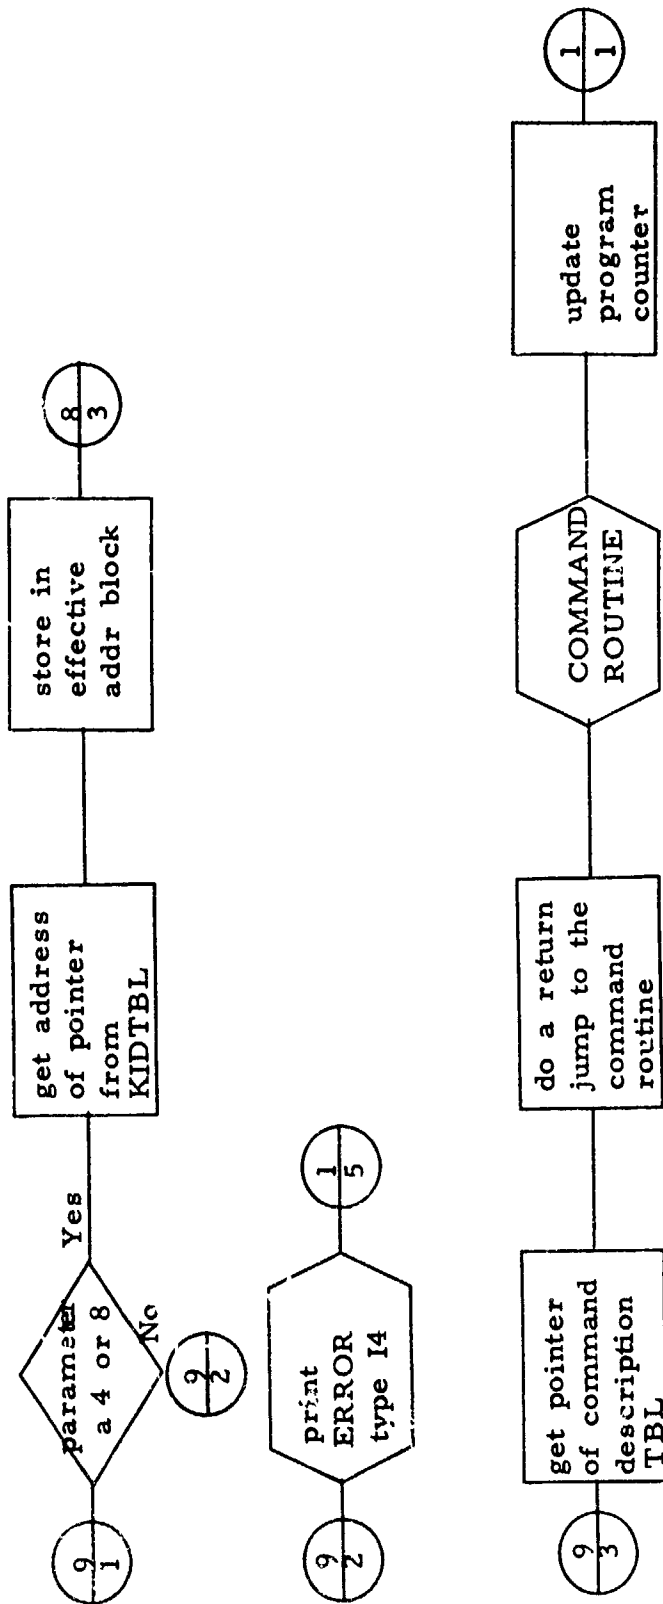 9
1
parameter
a 4 or 8
Yes
No
9
2
get address
of pointer
from
KIDTBL
store in
effective
addr block
8
3
9
2
print
ERROR
type I4
1
5
9
3
get pointer
of command
description
TBL
do a return
jump to the
command
routine
COMMAND
ROUTINE
update
program
counter
1
1